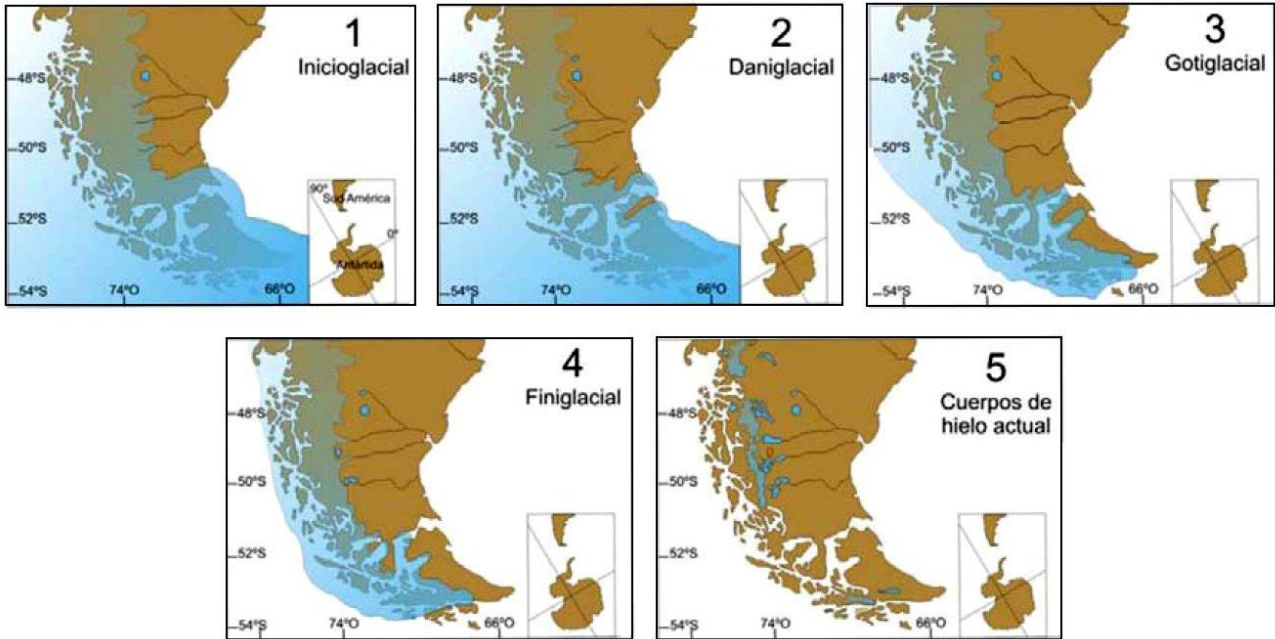 1
Inicioglacial
48ºS
50ºS
52ºS
54ºS
74ºO
66ºO
90º
Sud América
0º
Antártida
2
Daniglacial
48ºS
50ºS
52ºS
54ºS
74ºO
66ºO
3
Gotiglacial
48ºS
50ºS
52ºS
54ºS
74ºO
66ºO
4
Finiglacial
48ºS
50ºS
52ºS
54ºS
74ºO
66ºO
5
Cuerpos de
hielo actual
48ºS
50ºS
52ºS
54ºS
74ºO
66ºO